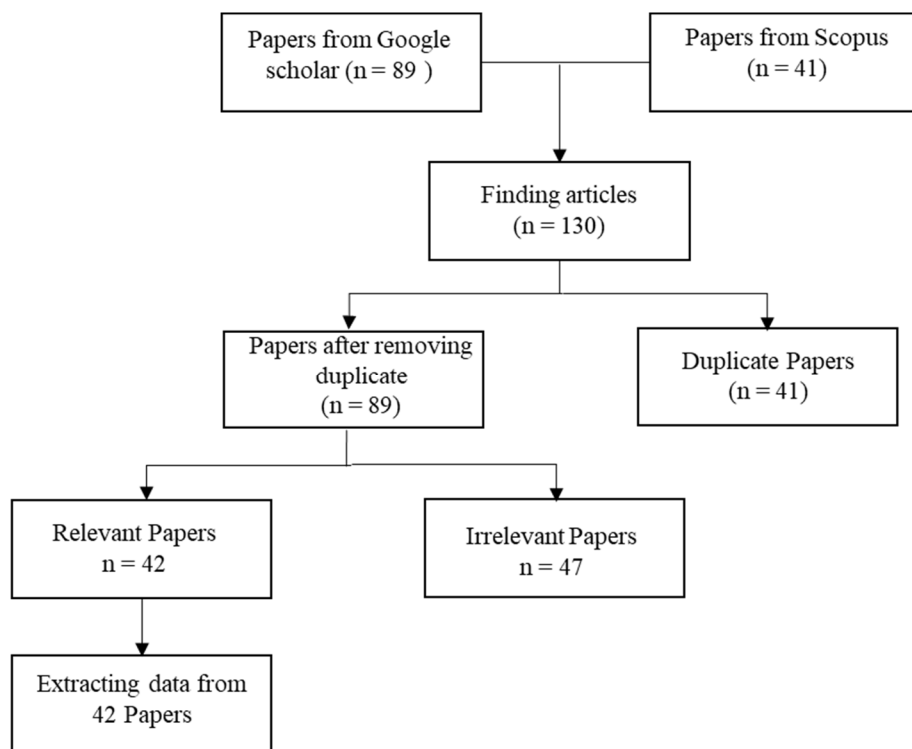 Papers from Google
scholar (n = 89 )
Papers from Scopus
(n = 41)
Finding articles
(n = 130)
Papers after removing
duplicate
(n = 89)
Duplicate Papers
(n = 41)
Relevant Papers
n = 42
Irrelevant Papers
n = 47
Extracting data from
42 Papers